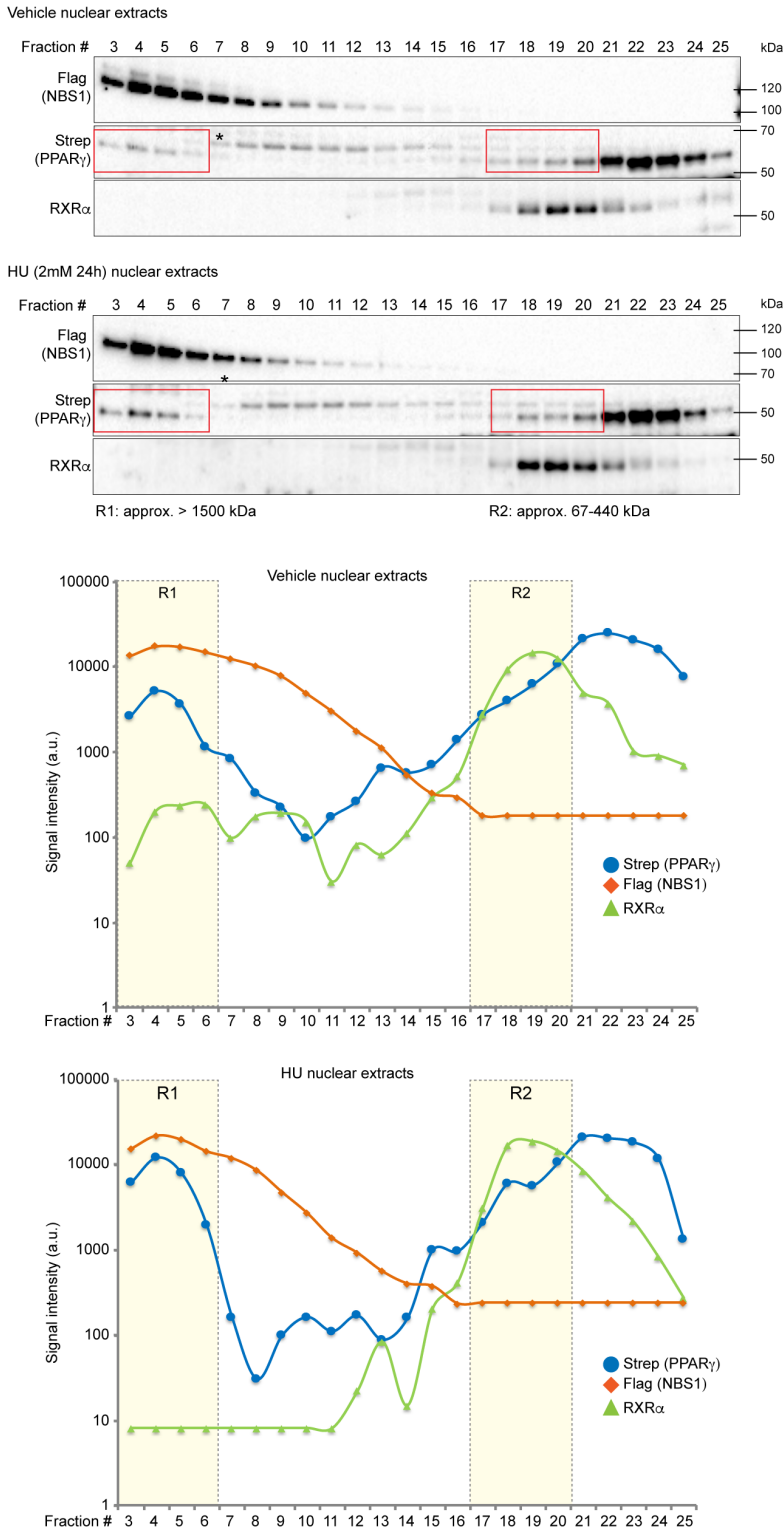 Vehicle nuclear extracts
Fraction # 3 4 5 6 7 8 9 10 11 12 13 14 15 16 17 18 19 20 21 22 23 24 25 kDa
Flag
(NBS1)
120
100
*
Strep
(PPARγ)
70
50
RXRα
50
HU (2mM 24h) nuclear extracts
Fraction # 3 4 5 6 7 8 9 10 11 12 13 14 15 16 17 18 19 20 21 22 23 24 25 kDa
Flag
(NBS1)
120
100
70
*
Strep
(PPARγ)
50
RXRα
50
R1: approx. > 1500 kDa R2: approx. 67-440 kDa
Vehicle nuclear extracts
R1 R2
Signal intensity (a.u.)
100000
10000
1000
100
10
1
Strep (PPARγ)
Flag (NBS1)
RXRα
Fraction # 3 4 5 6 7 8 9 10 11 12 13 14 15 16 17 18 19 20 21 22 23 24 25
HU nuclear extracts
R1 R2
Signal intensity (a.u.)
100000
10000
1000
100
10
1
Strep (PPARγ)
Flag (NBS1)
RXRα
Fraction # 3 4 5 6 7 8 9 10 11 12 13 14 15 16 17 18 19 20 21 22 23 24 25